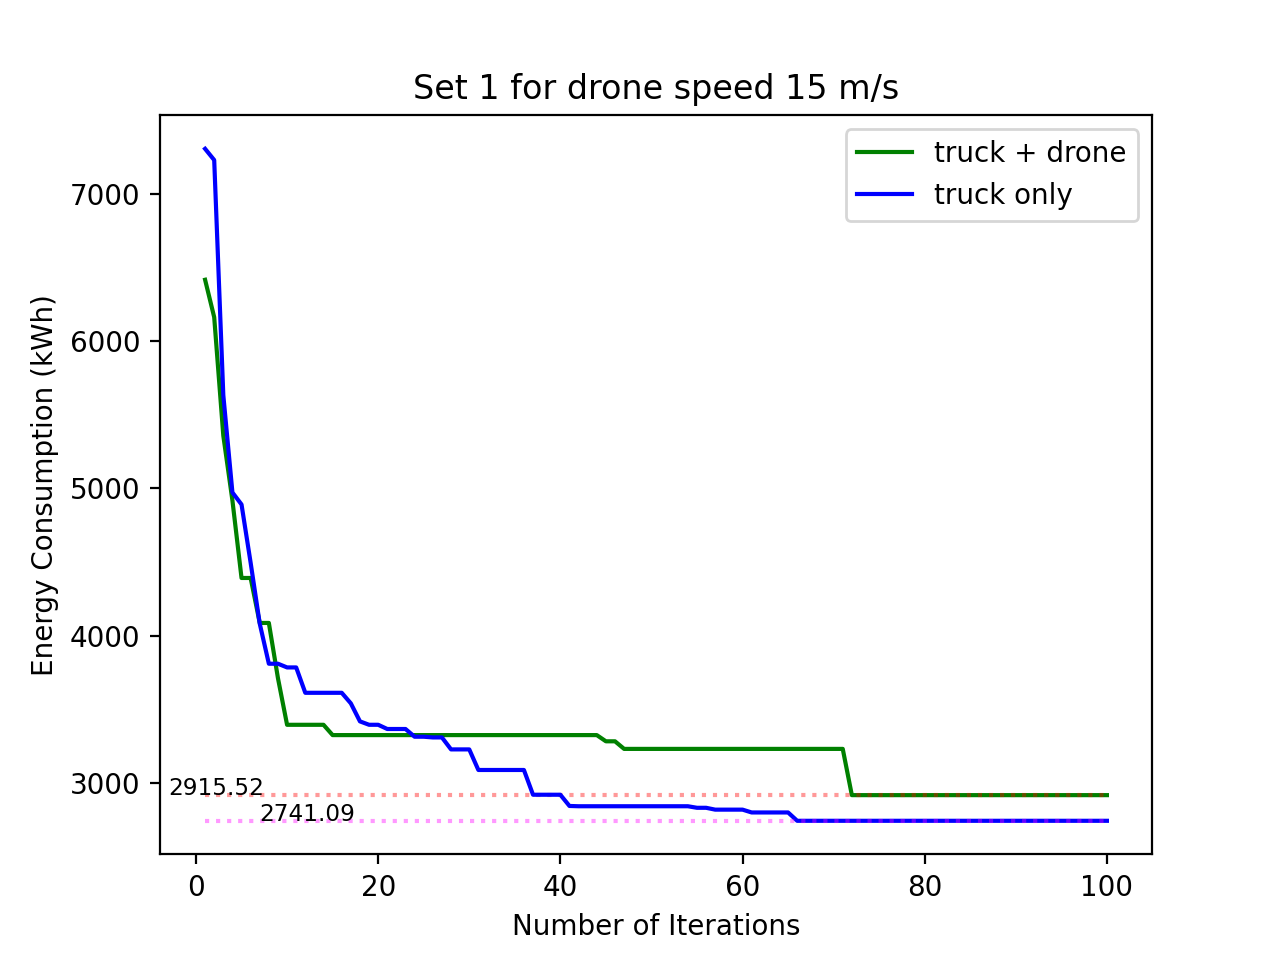 Set 1 for drone speed 15 m/s
truck + drone
truck only
Energy Consumption (kWh)
7000
6000
5000
4000
3000
2915.52
2741.09
0 20 40 60 80 100
Number of Iterations